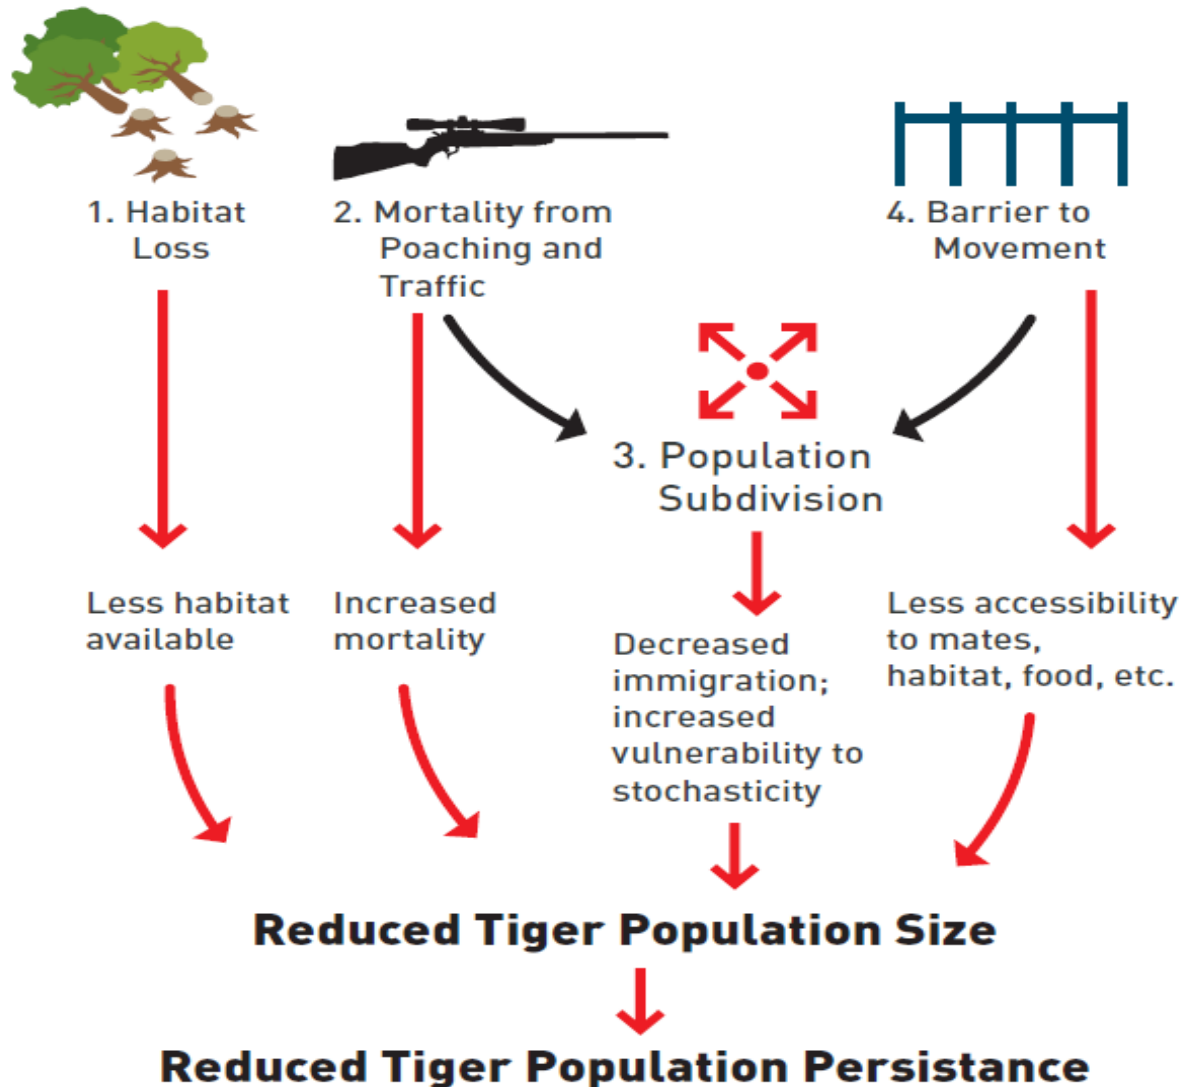 1. Habitat
Loss
2. Mortality from
Poaching and
Traffic
4. Barrier to
Movement
3. Population
Subdivision
Less habitat
available
Increased
mortality
Decreased
immigration;
increased
vulnerability to
stochasticity
Less accessibility
to mates,
habitat, food, etc.
Reduced Tiger Population Size
Reduced Tiger Population Persistance